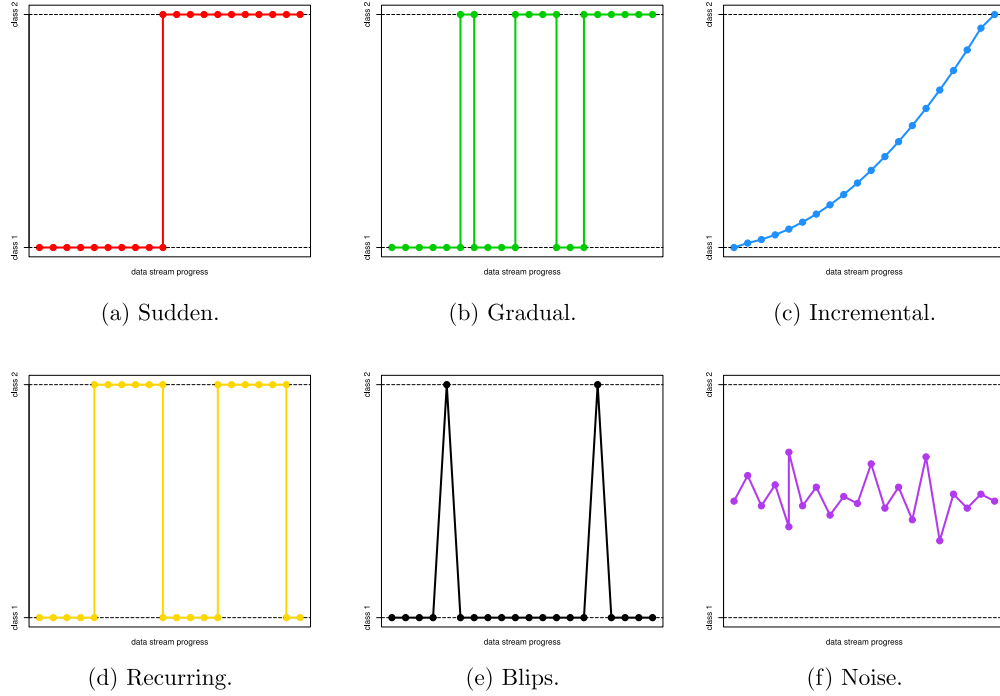 class 2
class 1
data stream progress
(a) Sudden.
class 2
class 1
data stream progress
(b) Gradual.
class 2
class 1
data stream progress
(c) Incremental.
class 2
class 1
data stream progress
(d) Recurring.
class 2
class 1
data stream progress
(e) Blips.
class 2
class 1
data stream progress
(f) Noise.